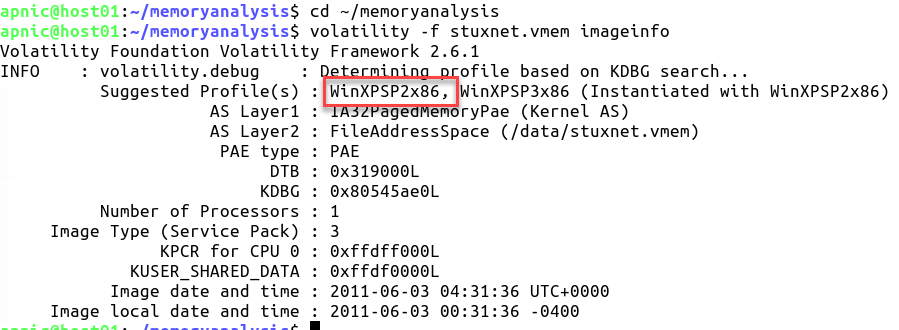 apnic@host01:~/memoryanalysis$ cd ~/memoryanalysis
apnic@host01:~/memoryanalysis$ volatility -f stuxnet.vmem imageinfo
Volatility Foundation Volatility Framework 2.6.1
INFO    : volatility.debug    : Determining profile based on KDBG search...
          Suggested Profile(s) : WinXPSP2x86, WinXPSP3x86 (Instantiated with WinXPSP2x86)
                     AS Layer1 : IA32PagedMemoryPae (Kernel AS)
                     AS Layer2 : FileAddressSpace (/data/stuxnet.vmem)
                      PAE type : PAE
                           DTB : 0x319000L
                          KDBG : 0x80545ae0L
          Number of Processors : 1
     Image Type (Service Pack) : 3
                KPCR for CPU 0 : 0xffdff000L
             KUSER_SHARED_DATA : 0xffdf0000L
           Image date and time : 2011-06-03 04:31:36 UTC+0000
     Image local date and time : 2011-06-03 00:31:36 -0400
apnic@host01:~/memoryanalysis$